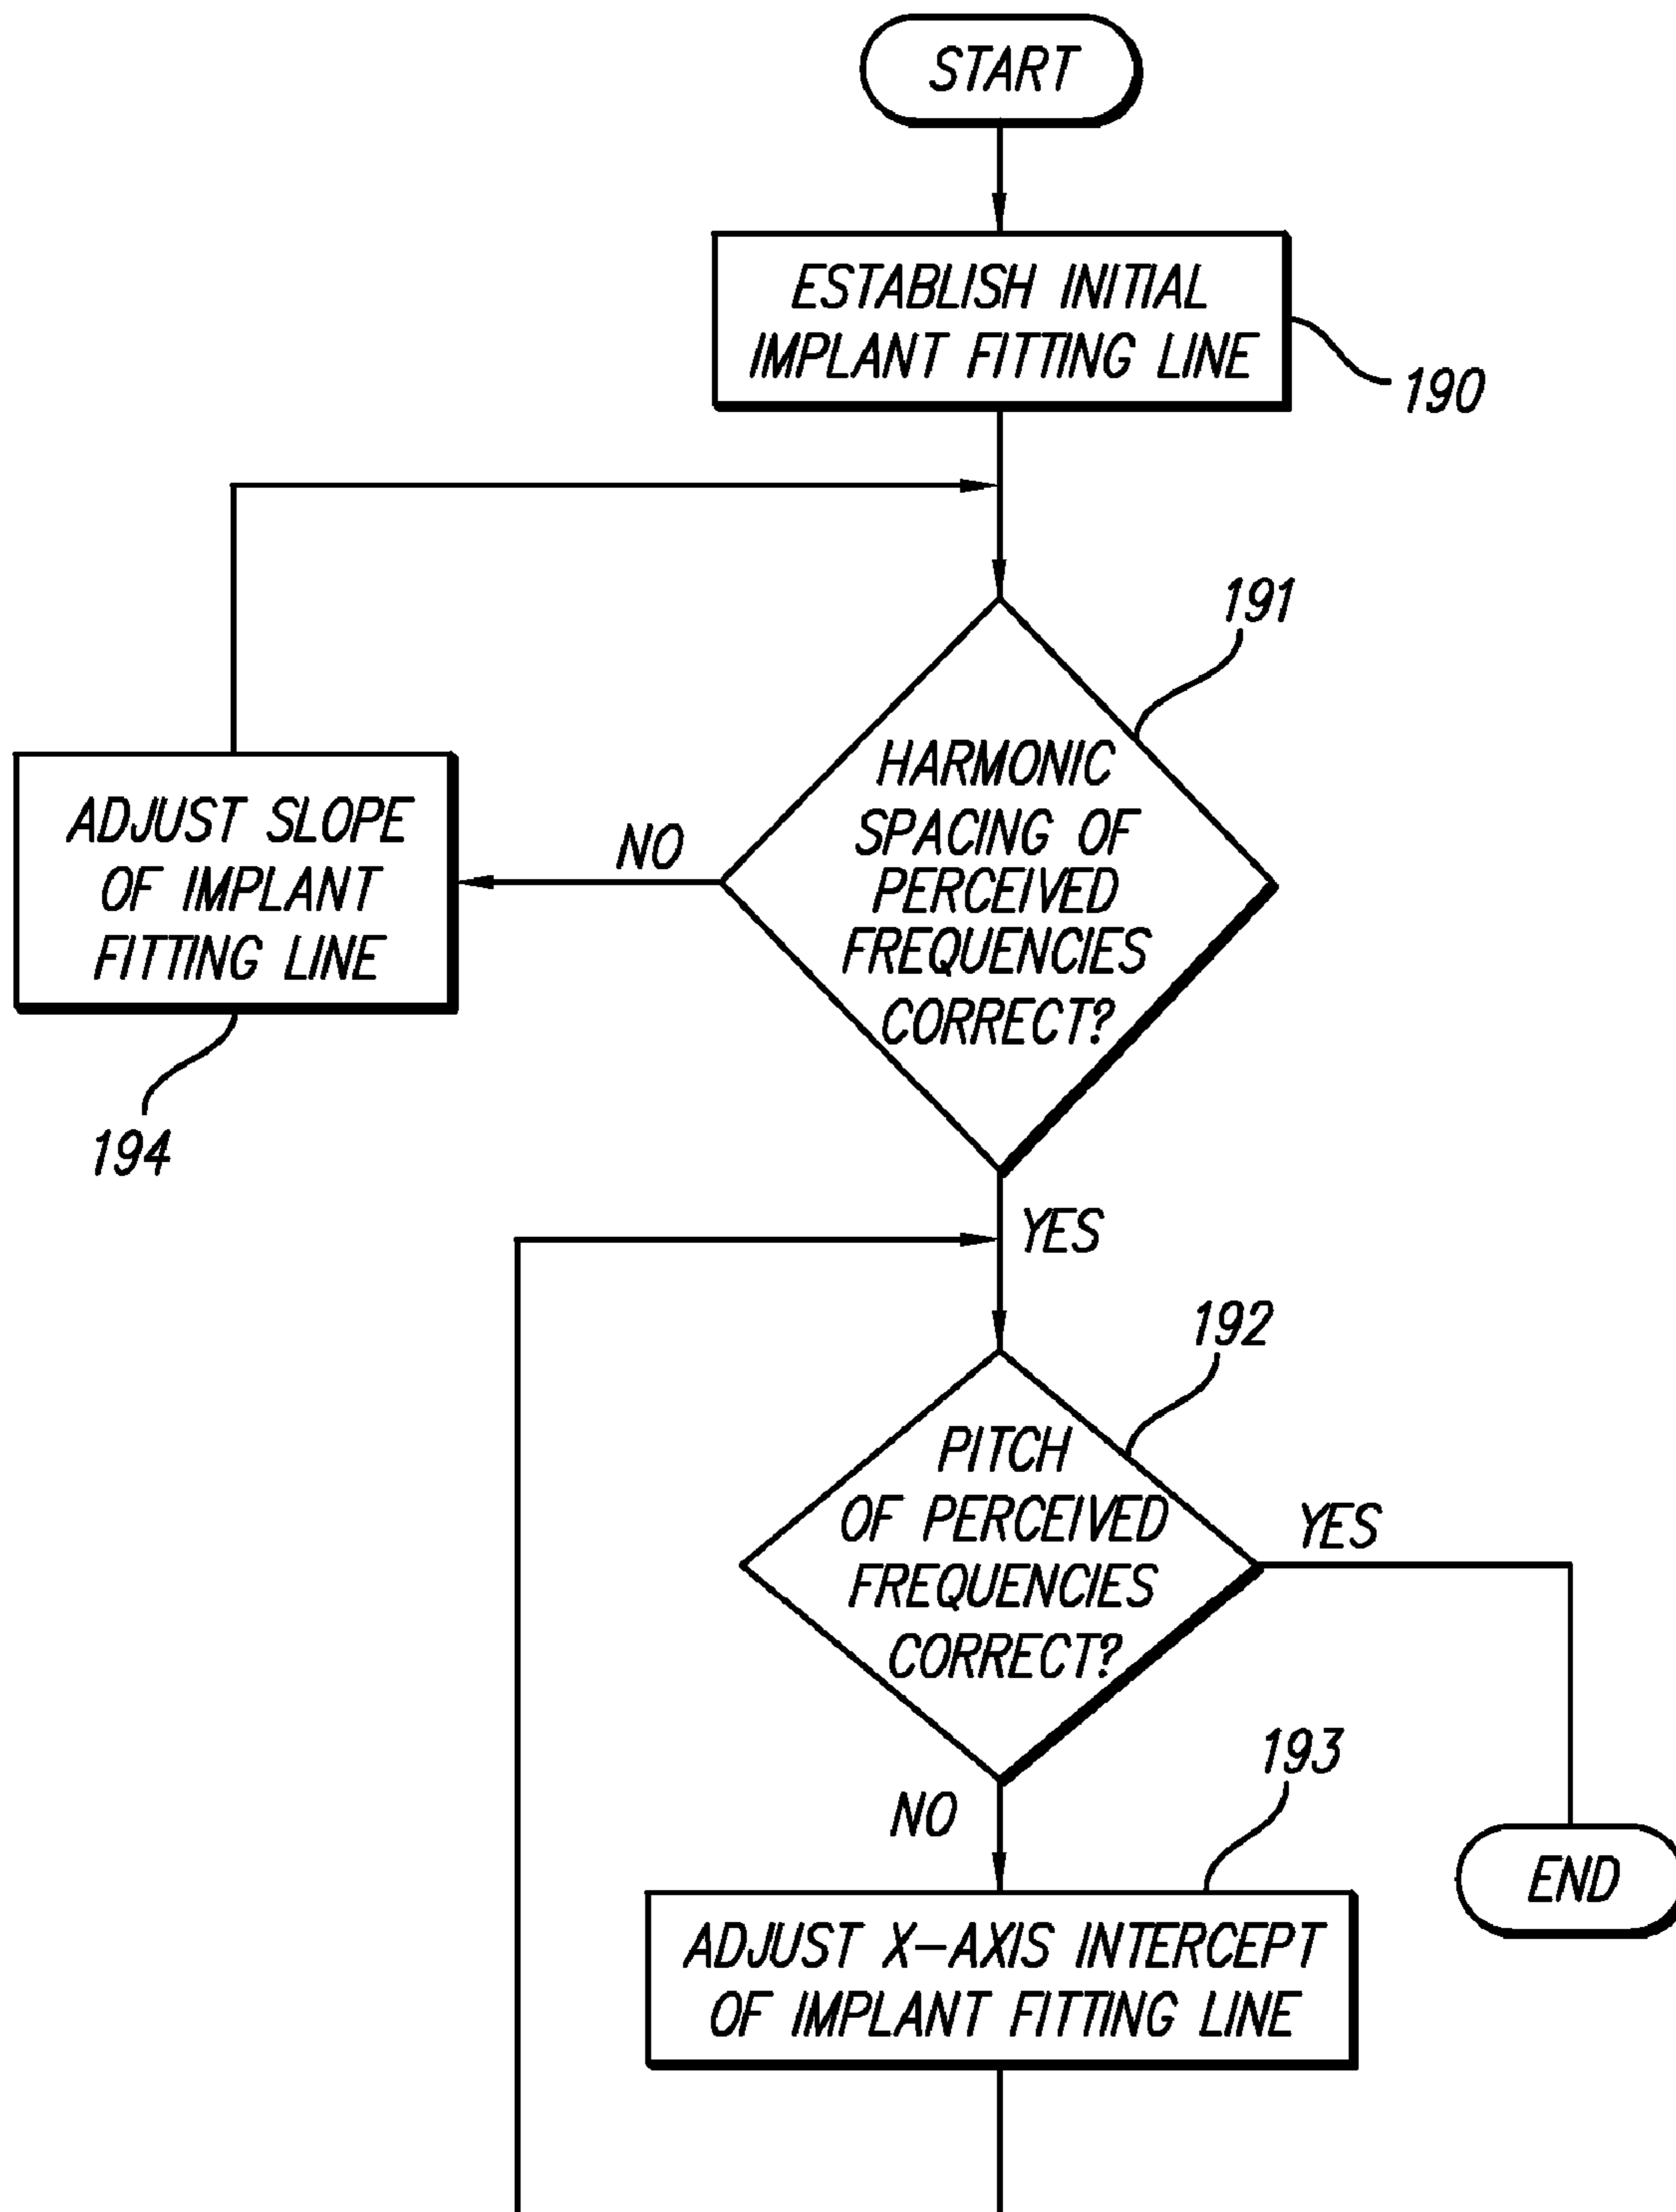 START
ESTABLISH INITIAL
IMPLANT FITTING LINE
190
191
HARMONIC
SPACING OF
PERCEIVED
FREQUENCIES
CORRECT?
NO
ADJUST SLOPE
OF IMPLANT
FITTING LINE
194
YES
192
PITCH
OF PERCEIVED
FREQUENCIES
CORRECT?
YES
NO
193
ADJUST X-AXIS INTERCEPT
OF IMPLANT FITTING LINE
END